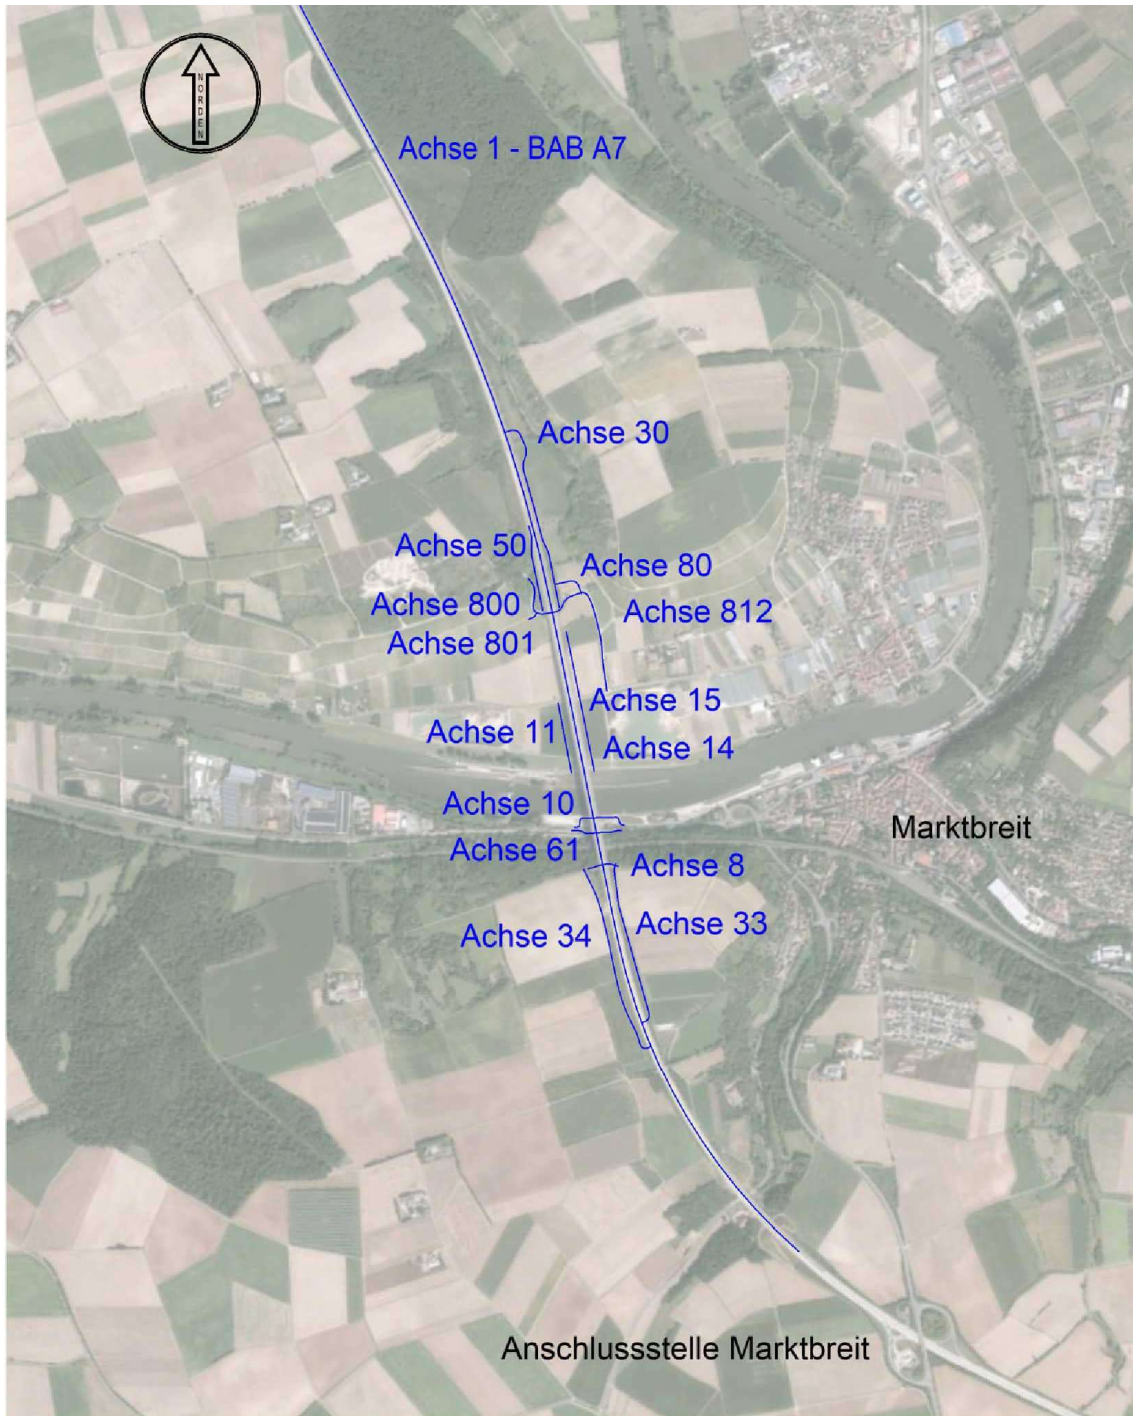 NORDEN
Achse 1 - BAB A7
Achse 30
Achse 50
Achse 80
Achse 800
Achse 812
Achse 801
Achse 15
Achse 11
Achse 14
Achse 10
Marktbreit
Achse 61
Achse 8
Achse 33
Achse 34
Anschlussstelle Marktbreit